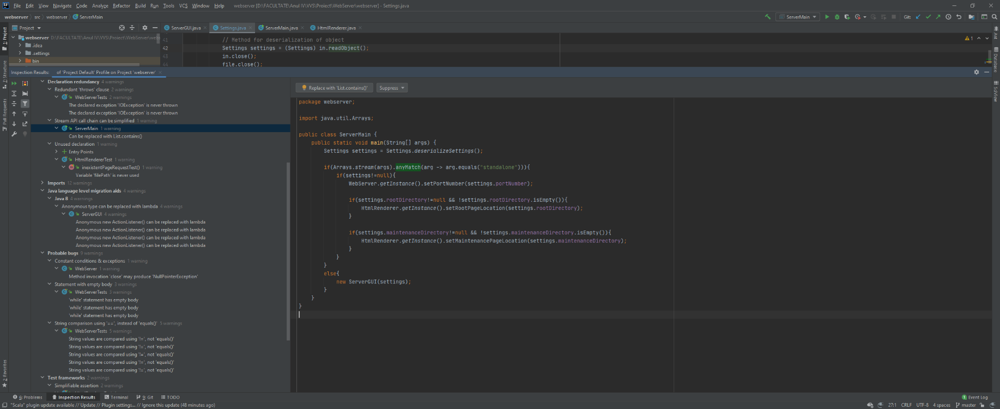 File Edit View Navigate Code Analyze Refactor Build Run Tools VCS Window Help webserver [D:\FACULTATE\Anul IV\VVS\Proiect\WebServer\webserver] - Settings.java
webserver src webserver ServerMain ServerMain Git:
Project ServerGUI.java Settings.java ServerMain.java HtmlRenderer.java
webserver D:\FACULTATE\Anul IV\VVS\Proiect\WebServer\webs
.idea
.settings
bin
41 // Method for deserialization of object
42 Settings settings = (Settings) in.readObject();
43 in.close();
44 file.close();
1
Inspection Results: of 'Project Default' Profile on Project 'webserver'
Declaration redundancy 4 warnings
Redundant 'throws' clause 2 warnings
WebServerTests 2 warnings
The declared exception 'IOException' is never thrown
The declared exception 'IOException' is never thrown
Stream API call chain can be simplified 1 warning
ServerMain 1 warning
Can be replaced with List.contains()
Unused declaration 1 warning
Entry Points
HtmlRendererTest 1 warning
inexistentPageRequestTest() 1 warning
Variable 'filePath' is never used
Imports 12 warnings
Java language level migration aids 4 warnings
Java 8 4 warnings
Anonymous type can be replaced with lambda 4 warnings
ServerGUI 4 warnings
Anonymous new ActionListener() can be replaced with lambda
Anonymous new ActionListener() can be replaced with lambda
Anonymous new ActionListener() can be replaced with lambda
Anonymous new ActionListener() can be replaced with lambda
Probable bugs 9 warnings
Constant conditions & exceptions 1 warning
WebServer 1 warning
Method invocation 'close' may produce 'NullPointerException'
Statement with empty body 3 warnings
WebServerTests 3 warnings
'while' statement has empty body
'while' statement has empty body
'while' statement has empty body
String comparison using '==', instead of 'equals()' 5 warnings
WebServerTests 5 warnings
String values are compared using '!=', not 'equals()'
String values are compared using '!=', not 'equals()'
String values are compared using '!=', not 'equals()'
String values are compared using '!=', not 'equals()'
String values are compared using '!=', not 'equals()'
Test frameworks 2 warnings
Simplifiable assertion 2 warnings
Replace with 'List.contains()' Suppress
package webserver;
import java.util.Arrays;
public class ServerMain {
public static void main(String[] args) {
Settings settings = Settings.deserializeSettings();
if(Arrays.stream(args).anyMatch(arg -> arg.equals("standalone"))){
if(settings!=null){
WebServer.getInstance().setPortNumber(settings.portNumber);
if(settings.rootDirectory!=null && !settings.rootDirectory.isEmpty()){
HtmlRenderer.getInstance().setRootPageLocation(settings.rootDirectory);
}
if(settings.maintenanceDirectory!=null && !settings.maintenanceDirectory.isEmpty()){
HtmlRenderer.getInstance().setMaintenancePageLocation(settings.maintenanceDirectory);
}
}
}
else{
new ServerGUI(settings);
}
}
}
1: Project
7: Structure
Pull Requests
2: Favorites
Ant
Database
SciView
6: Problems Inspection Results Terminal 9: Git TODO 1 Event Log
"Scala" plugin update available // Update // Plugin settings... // Ignore this update (48 minutes ago) 27:1 CRLF UTF-8 4 spaces master